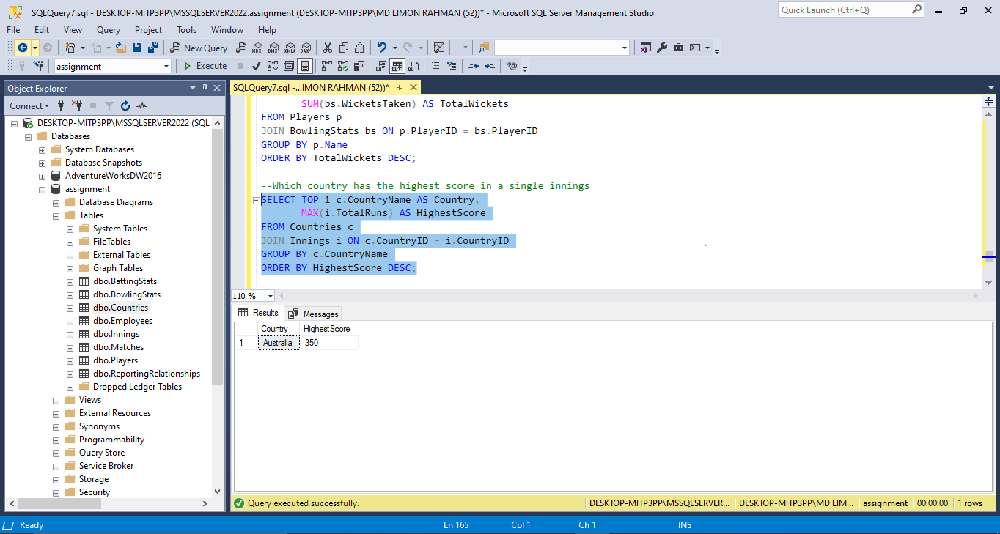 SQLQuery7.sql - DESKTOP-MITP3PP\MSSQLSERVER2022.assignment (DESKTOP-MITP3PP\MD LIMON RAHMAN (52))* - Microsoft SQL Server Management Studio
Quick Launch (Ctrl+Q)
File Edit View Query Project Tools Window Help
New Query MDX DMX XMLA DAX
assignment Execute
Object Explorer
Connect
DESKTOP-MITP3PP\MSSQLSERVER2022 (SQL
Databases
System Databases
Database Snapshots
AdventureWorksDW2016
assignment
Database Diagrams
Tables
System Tables
FileTables
External Tables
Graph Tables
dbo.BattingStats
dbo.BowlingStats
dbo.Countries
dbo.Employees
dbo.Innings
dbo.Matches
dbo.Players
dbo.ReportingRelationships
Dropped Ledger Tables
Views
External Resources
Synonyms
Programmability
Query Store
Service Broker
Storage
Security
SQLQuery7.sql -...IMON RAHMAN (52))*
SUM(bs.WicketsTaken) AS TotalWickets
FROM Players p
JOIN BowlingStats bs ON p.PlayerID = bs.PlayerID
GROUP BY p.Name
ORDER BY TotalWickets DESC;
--Which country has the highest score in a single innings
SELECT TOP 1 c.CountryName AS Country,
MAX(i.TotalRuns) AS HighestScore
FROM Countries c
JOIN Innings i ON c.CountryID = i.CountryID
GROUP BY c.CountryName
ORDER BY HighestScore DESC;
110 %
Results Messages
Country HighestScore
1 Australia 350
Query executed successfully. DESKTOP-MITP3PP\MSSQLSERVER... DESKTOP-MITP3PP\MD LIM... assignment 00:00:00 1 rows
Ready Ln 165 Col 1 Ch 1 INS